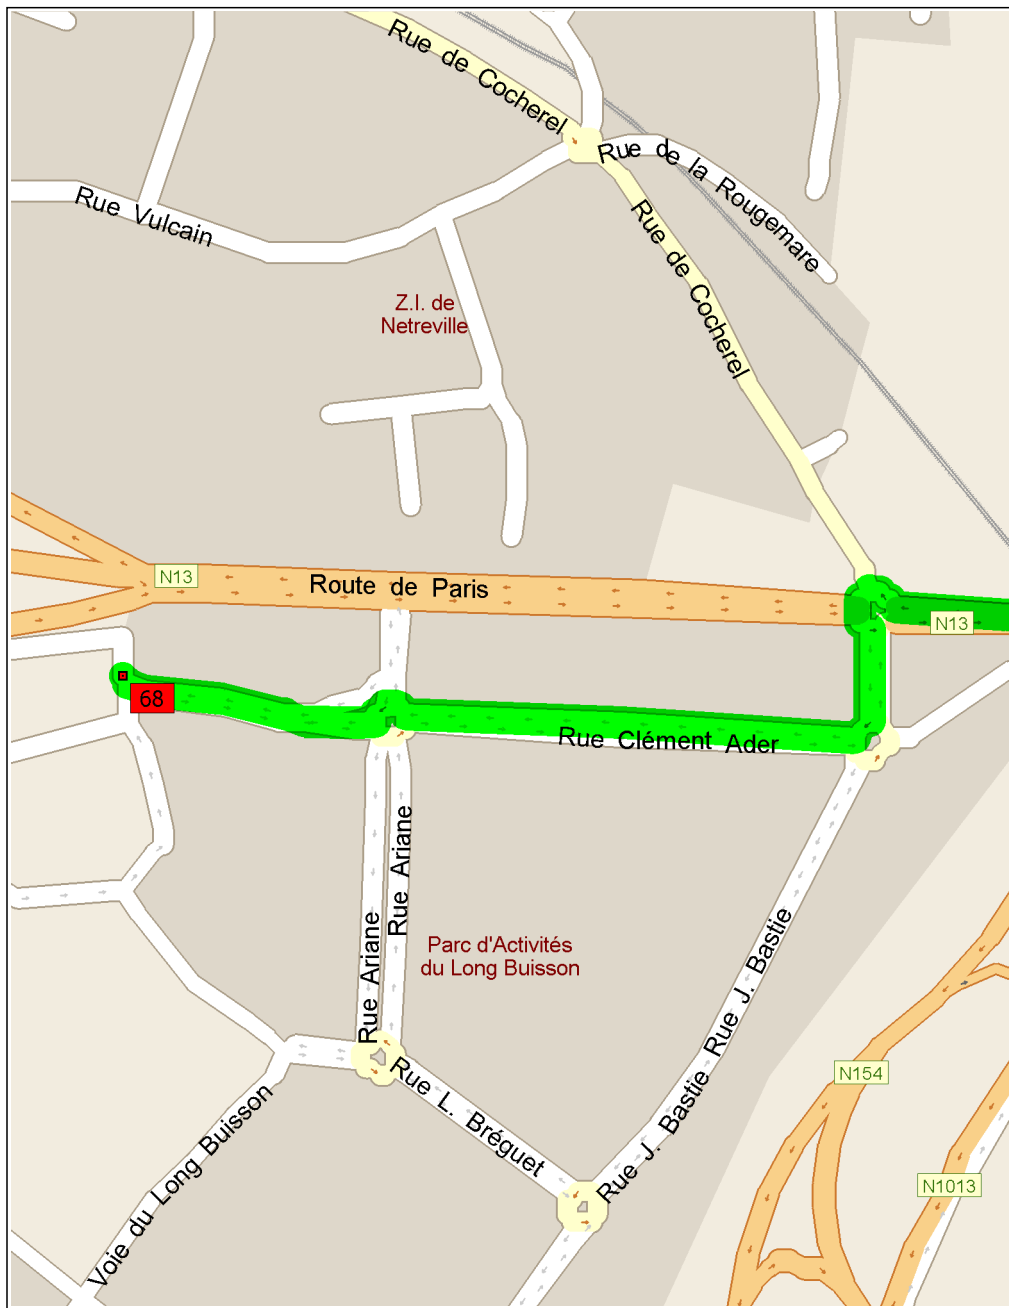 Rue de Cocherel
Rue de la Rougemare
Rue Vulcain
Rue de Cocherel
Z.I. de
Netreville
N13
Route de Paris
N13
68
Rue Clément Ader
Rue Ariane
Rue Ariane
Parc d'Activités
du Long Buisson
Rue J. Bastie
Rue J. Bastie
N154
Rue L. Bréguet
Voie du Long Buisson
N1013